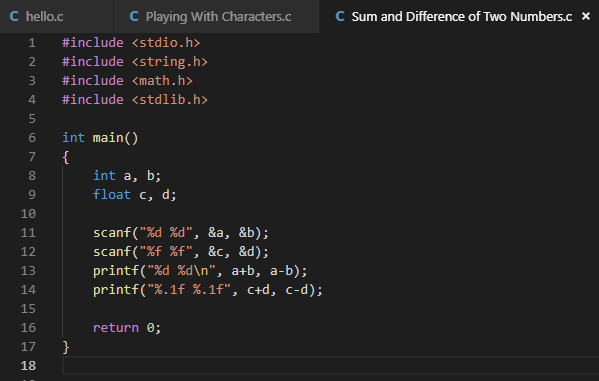 C hello.c C Playing With Characters.c C Sum and Difference of Two Numbers.c ×
1 #include <stdio.h>
2 #include <string.h>
3 #include <math.h>
4 #include <stdlib.h>
5
6 int main()
7 {
8 int a, b;
9 float c, d;
10
11 scanf("%d %d", &a, &b);
12 scanf("%f %f", &c, &d);
13 printf("%d %d\n", a+b, a-b);
14 printf("%.1f %.1f", c+d, c-d);
15
16 return 0;
17 }
18